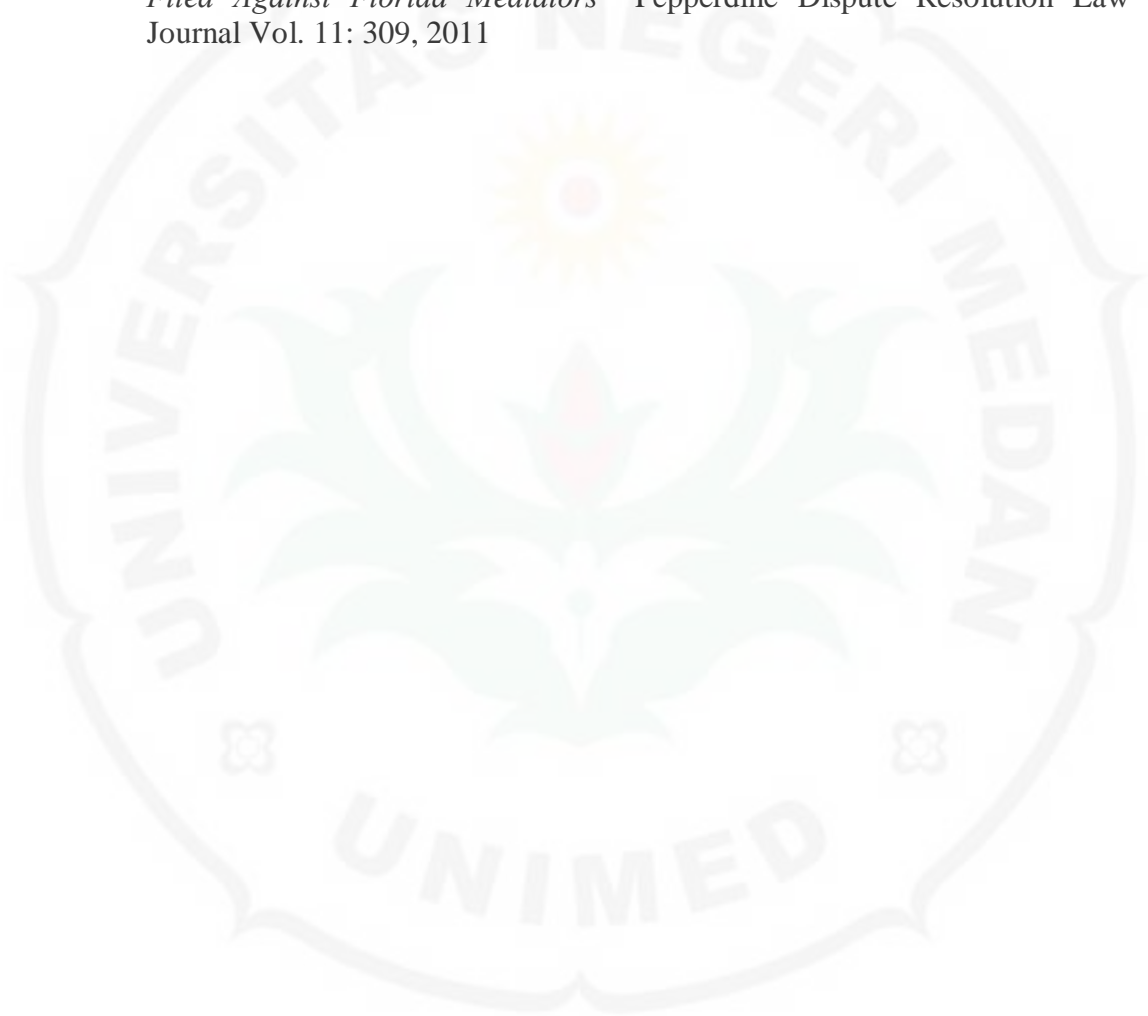 Filed Against Florida Mediators" Pepperdine Dispute Resolution Law
Journal Vol. 11: 309, 2011
UNIVERSITAS NEGERI MEDAN
UNIMED